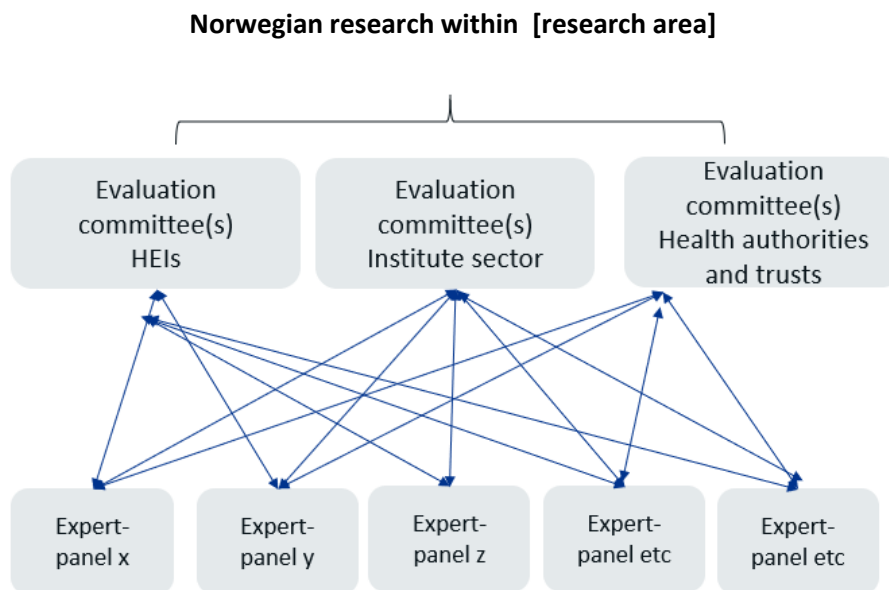 Norwegian research within  [research area]
Evaluation
committee(s)
HEIs
Evaluation
committee(s)
Institute sector
Evaluation
committee(s)
Health authorities
and trusts
Expert-
panel x
Expert-
panel y
Expert-
panel z
Expert-
panel etc
Expert-
panel etc